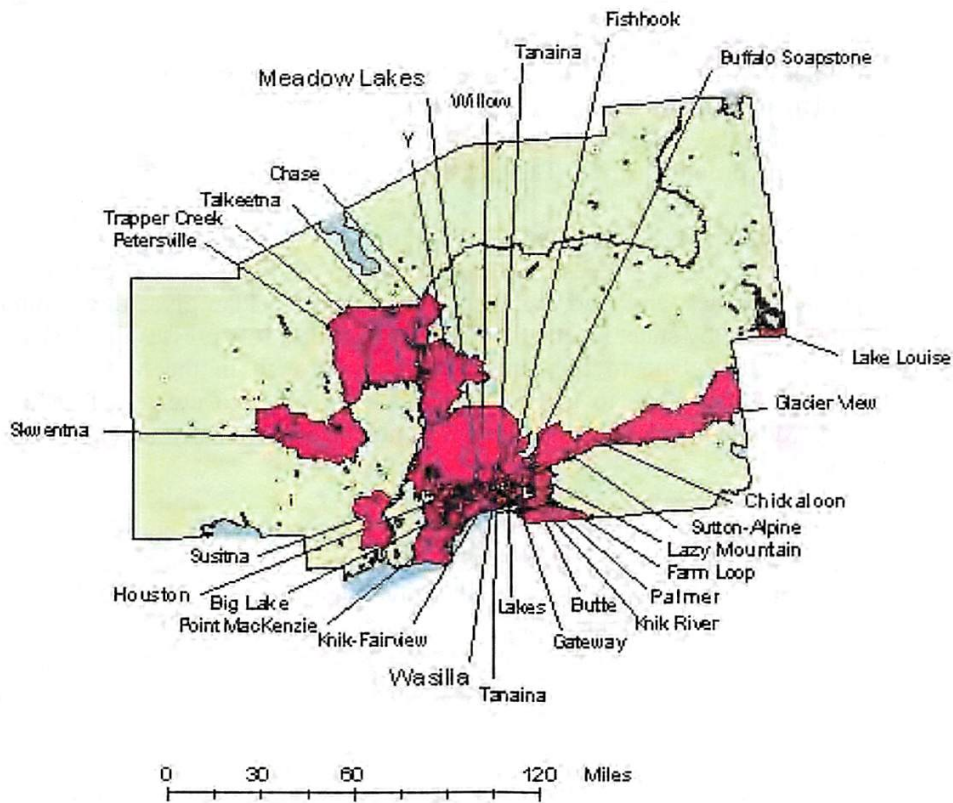 Fishhook
Tanaina
Buffalo Soapstone
Meadow Lakes
Willow
Y
Chase
Talkeetna
Trapper Creek
Petersville
Lake Louise
Glacier View
Skwentna
Chickaloon
Sutton-Alpine
Susitna
Lazy Mountain
Farm Loop
Houston
Big Lake
Palmer
Lakes
Butte
Point MacKenzie
Knik River
Knik-Fairview
Gateway
Wasilla
Tanaina
0 30 60 120 Miles